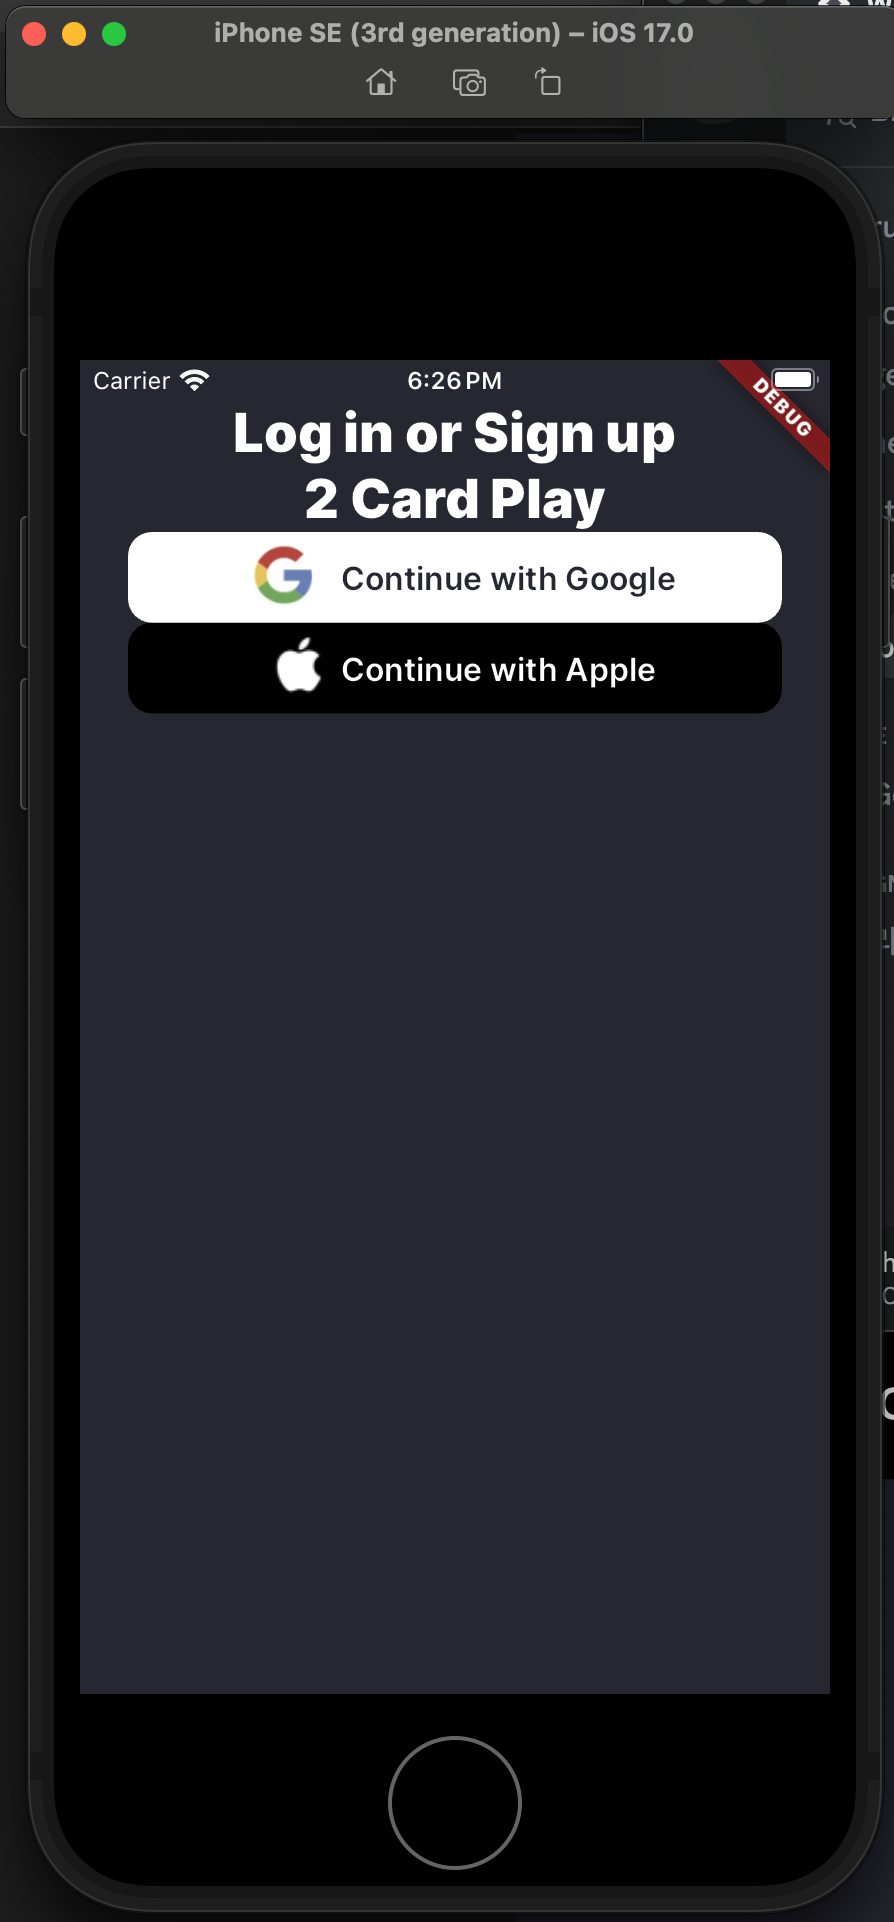 iPhone SE (3rd generation) – iOS 17.0
Carrier
6:26 PM
DEBUG
Log in or Sign up
2 Card Play
Continue with Google
Continue with Apple